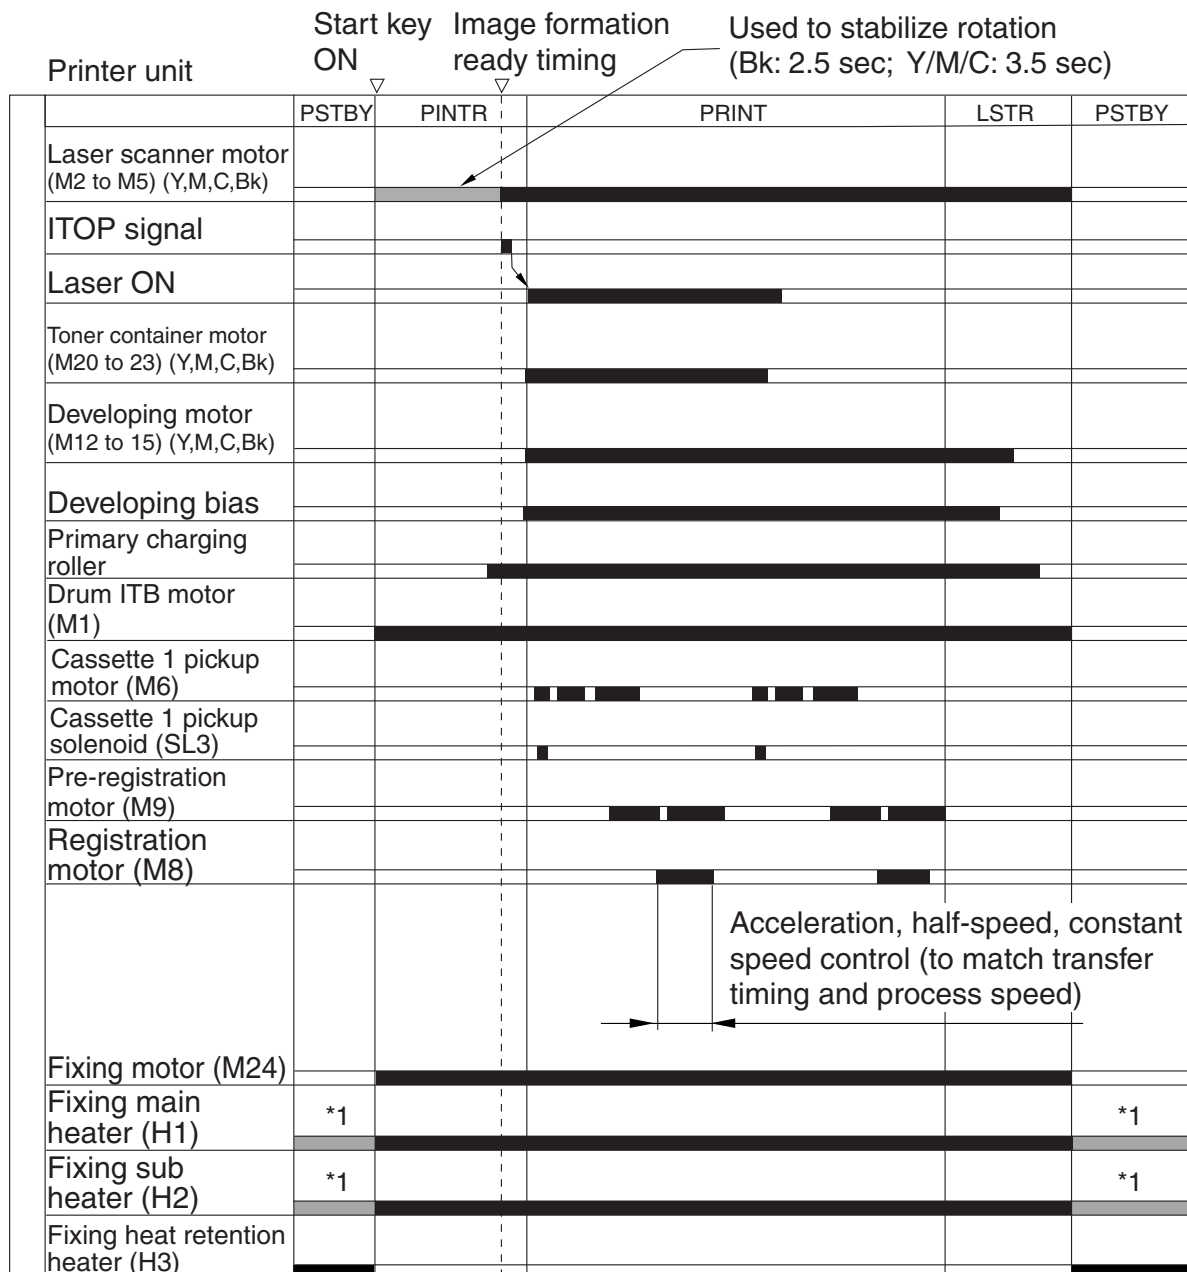 Start key
ON
Image formation
ready timing
Used to stabilize rotation
(Bk: 2.5 sec; Y/M/C: 3.5 sec)
Printer unit
PSTBY PINTR PRINT LSTR PSTBY
Laser scanner motor
(M2 to M5) (Y,M,C,Bk)
ITOP signal
Laser ON
Toner container motor
(M20 to 23) (Y,M,C,Bk)
Developing motor
(M12 to 15) (Y,M,C,Bk)
Developing bias
Primary charging
roller
Drum ITB motor
(M1)
Cassette 1 pickup
motor (M6)
Cassette 1 pickup
solenoid (SL3)
Pre-registration
motor (M9)
Registration
motor (M8)
Acceleration, half-speed, constant
speed control (to match transfer
timing and process speed)
Fixing motor (M24)
Fixing main
heater (H1)
*1 *1
Fixing sub
heater (H2)
*1 *1
Fixing heat retention
heater (H3)